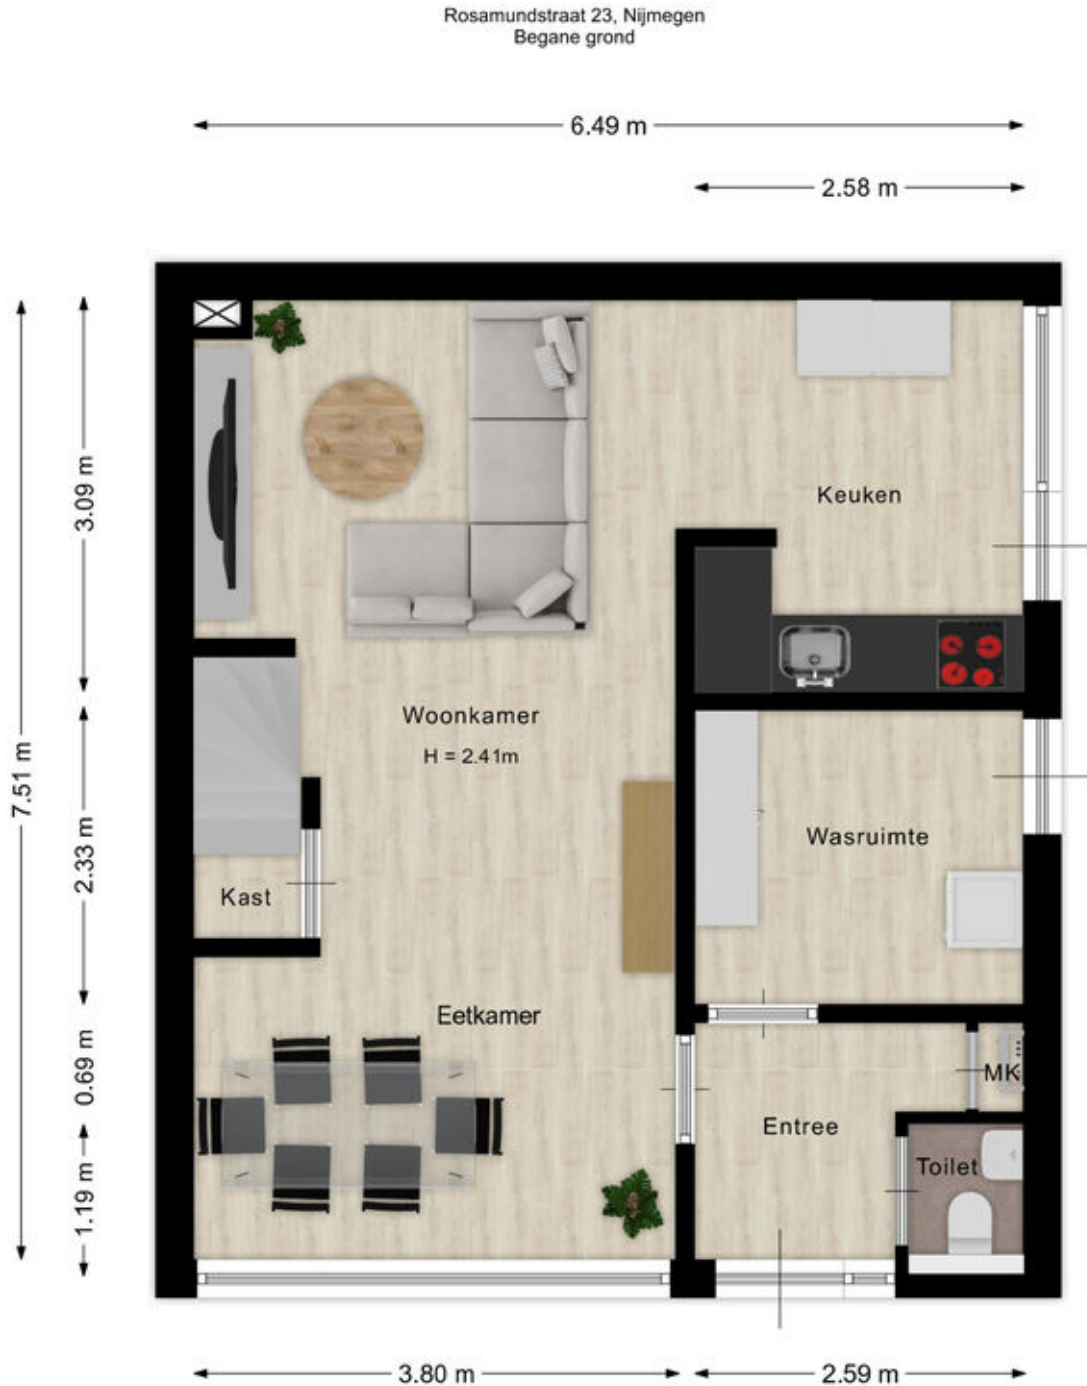 Rosamundstraat 23, Nijmegen
Begane grond
6.49 m
2.58 m
3.09 m
Keuken
Woonkamer
H = 2.41m
7.51 m
2.33 m
Wasruimte
Kast
Eetkamer
0.69 m
MK
Entree
Toilet
1.19 m
3.80 m
2.59 m